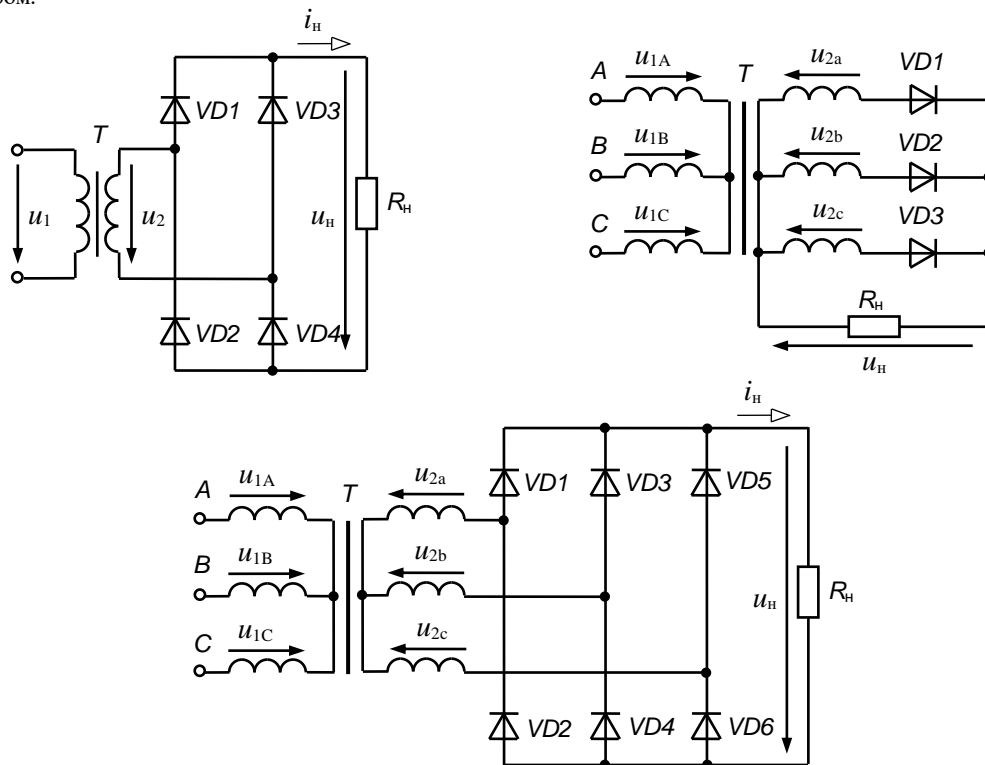 ром.
iн
VD1 VD3
T
u1 u2 uн Rн
VD2 VD4
A u1A T u2a VD1
B u1B u2b VD2
C u1C u2c VD3
Rн
uн
iн
VD1 VD3 VD5
A u1A T u2a
B u1B u2b
uн Rн
C u1C u2c
VD2 VD4 VD6